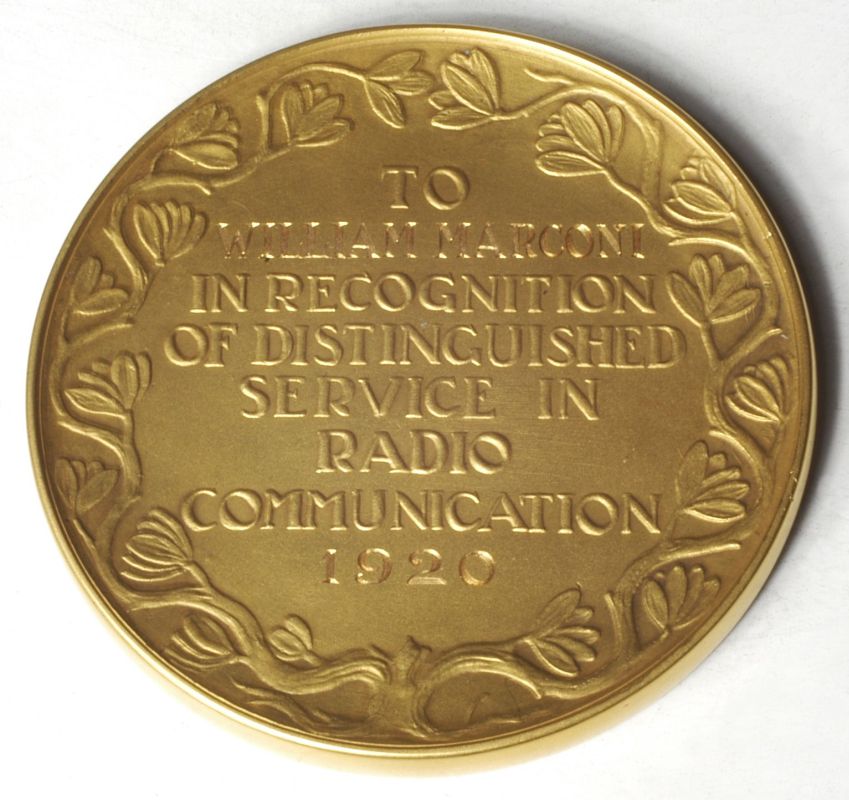 TO
WILLIAM MARCONI
IN RECOGNITION
OF DISTINGUISHED
SERVICE IN
RADIO
COMMUNICATION
1920